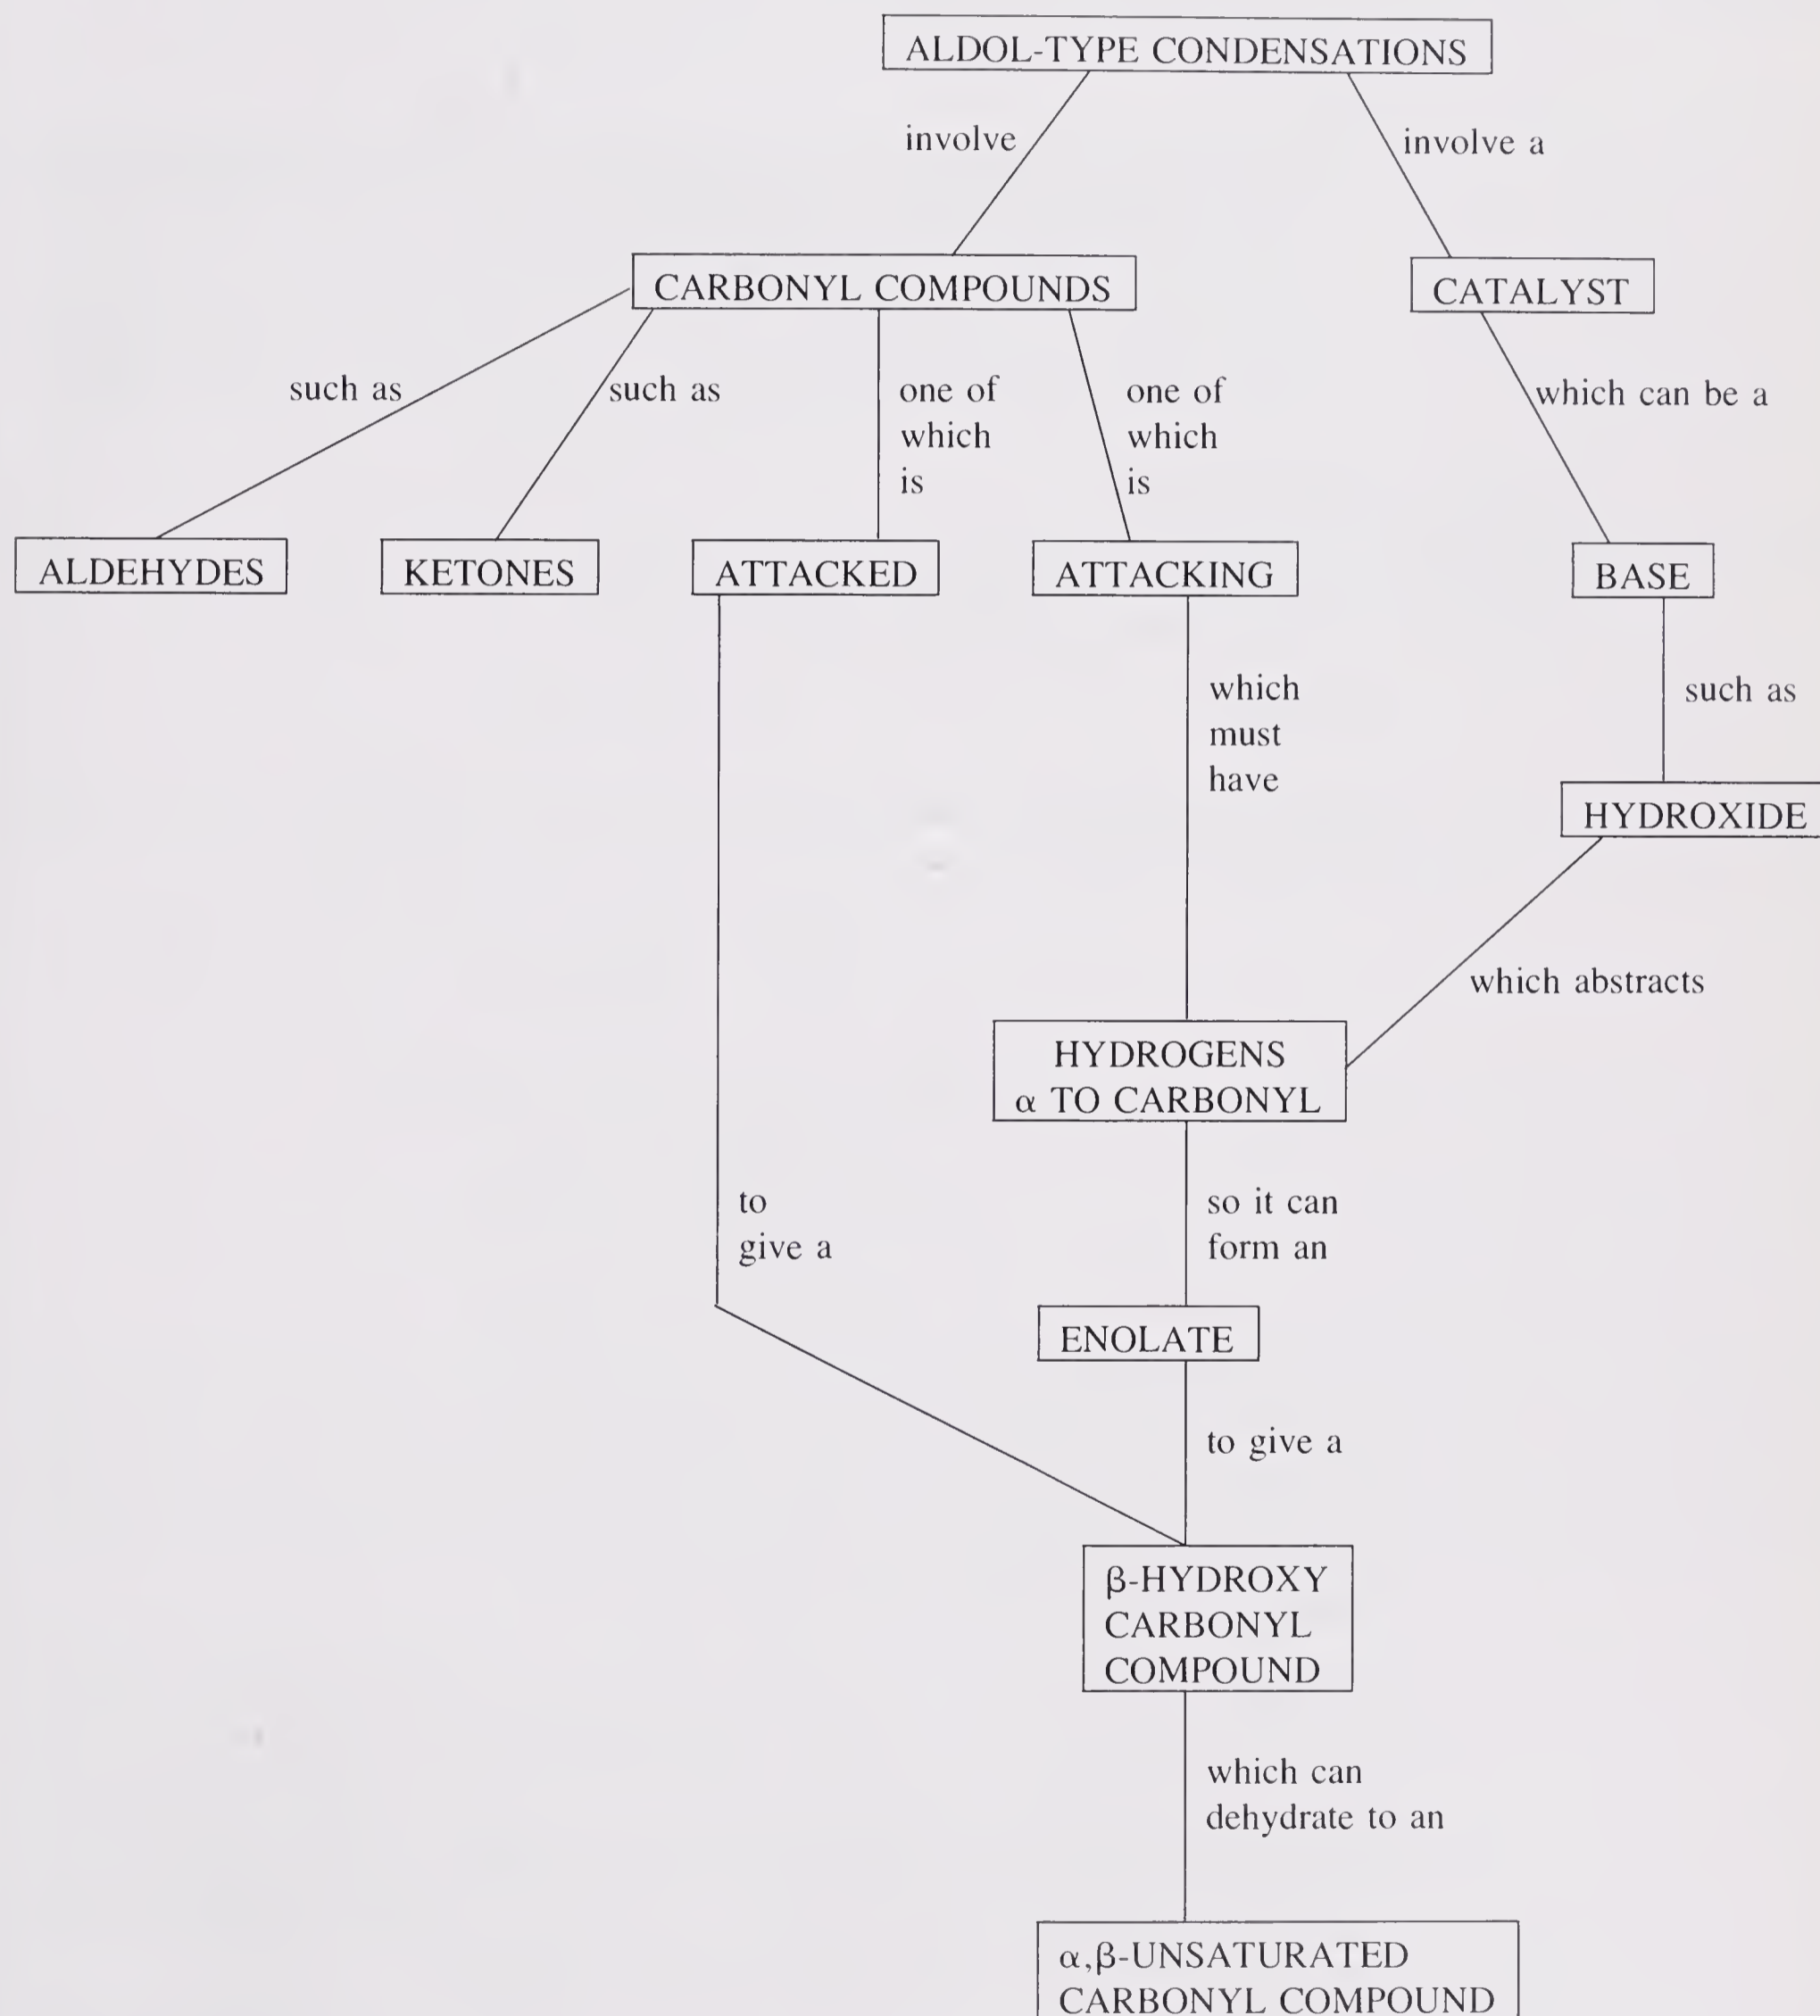 ALDOL-TYPE CONDENSATIONS
involve
involve a
CARBONYL COMPOUNDS
CATALYST
such as
such as
one of
which
is
one of
which
is
which can be a
ALDEHYDES
KETONES
ATTACKED
ATTACKING
BASE
which
must
have
such as
HYDROXIDE
which abstracts
HYDROGENS
α TO CARBONYL
to
give a
so it can
form an
ENOLATE
to give a
β-HYDROXY
CARBONYL
COMPOUND
which can
dehydrate to an
α,β-UNSATURATED
CARBONYL COMPOUND